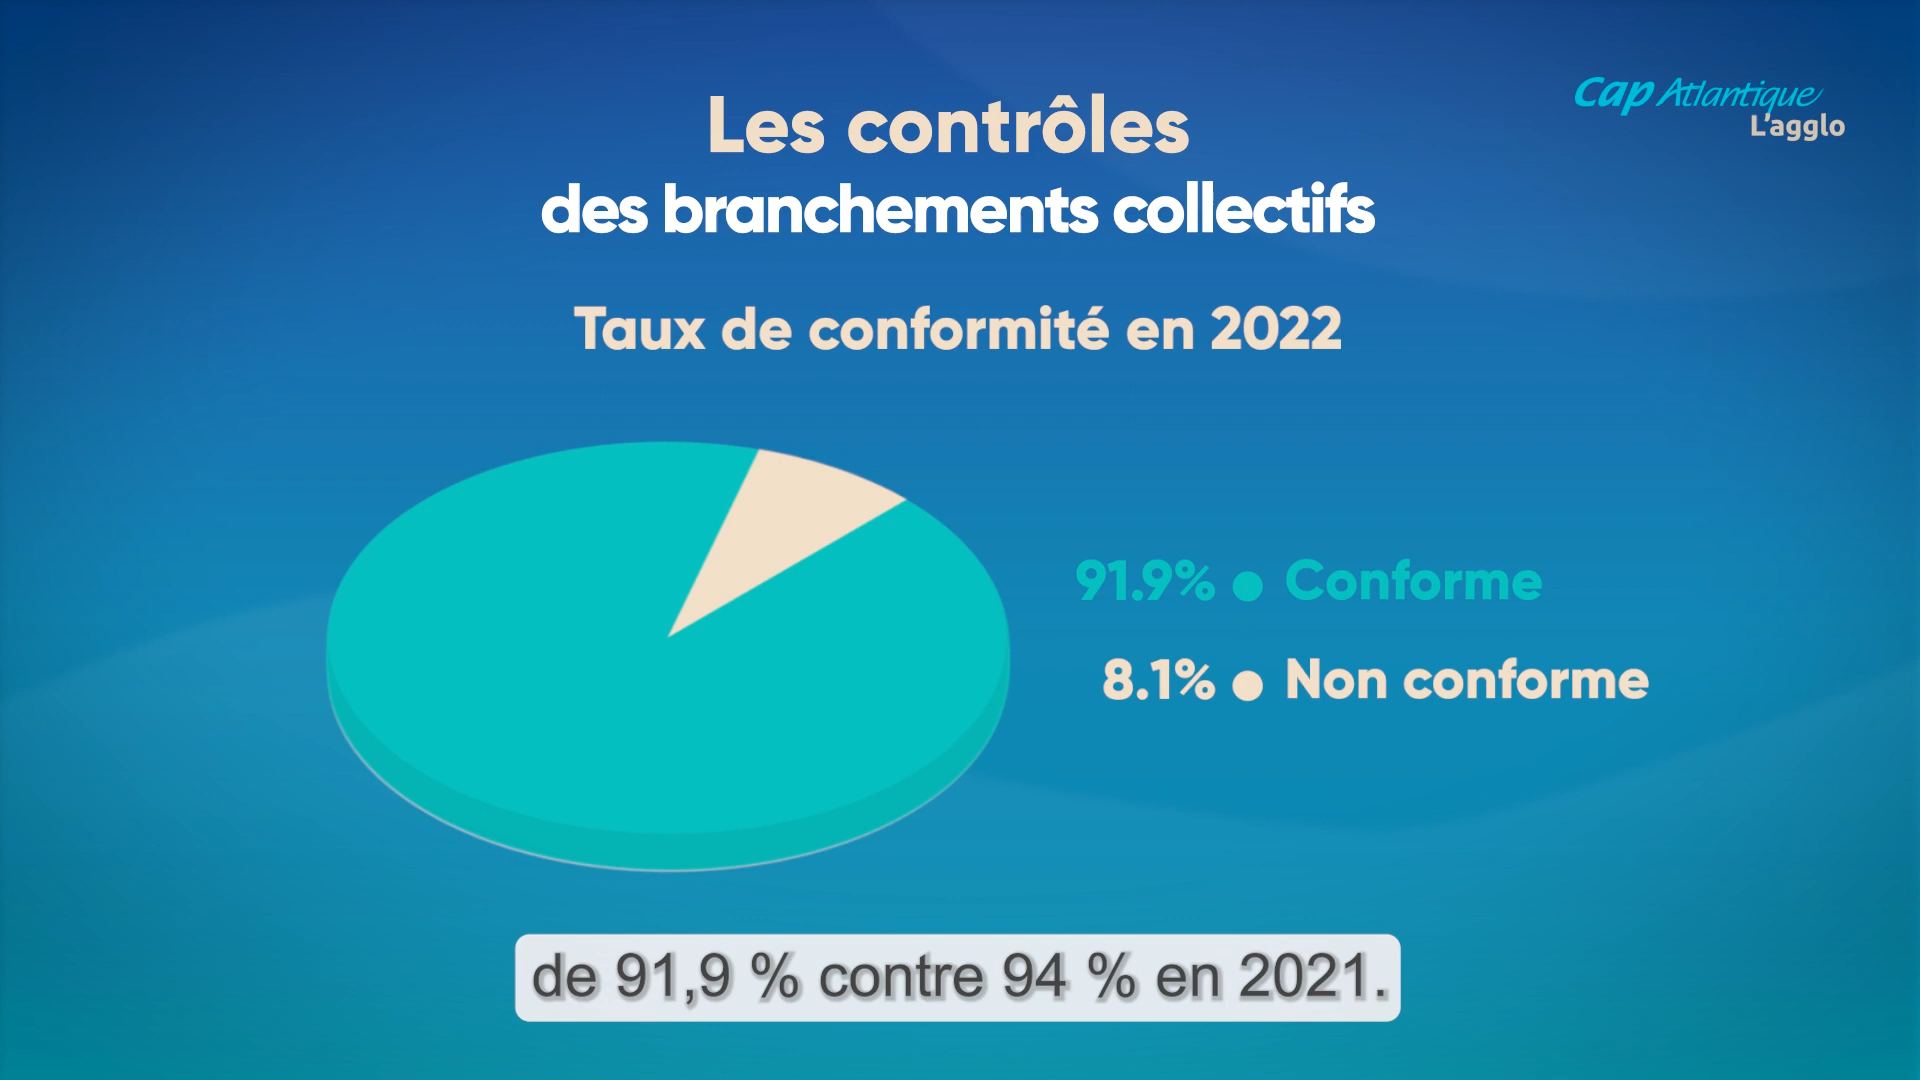 Cap Atlantique
L'agglo
Les contrôles
des branchements collectifs
Taux de conformité en 2022
91.9% ● Conforme
8.1% ● Non conforme
de 91,9 % contre 94 % en 2021.